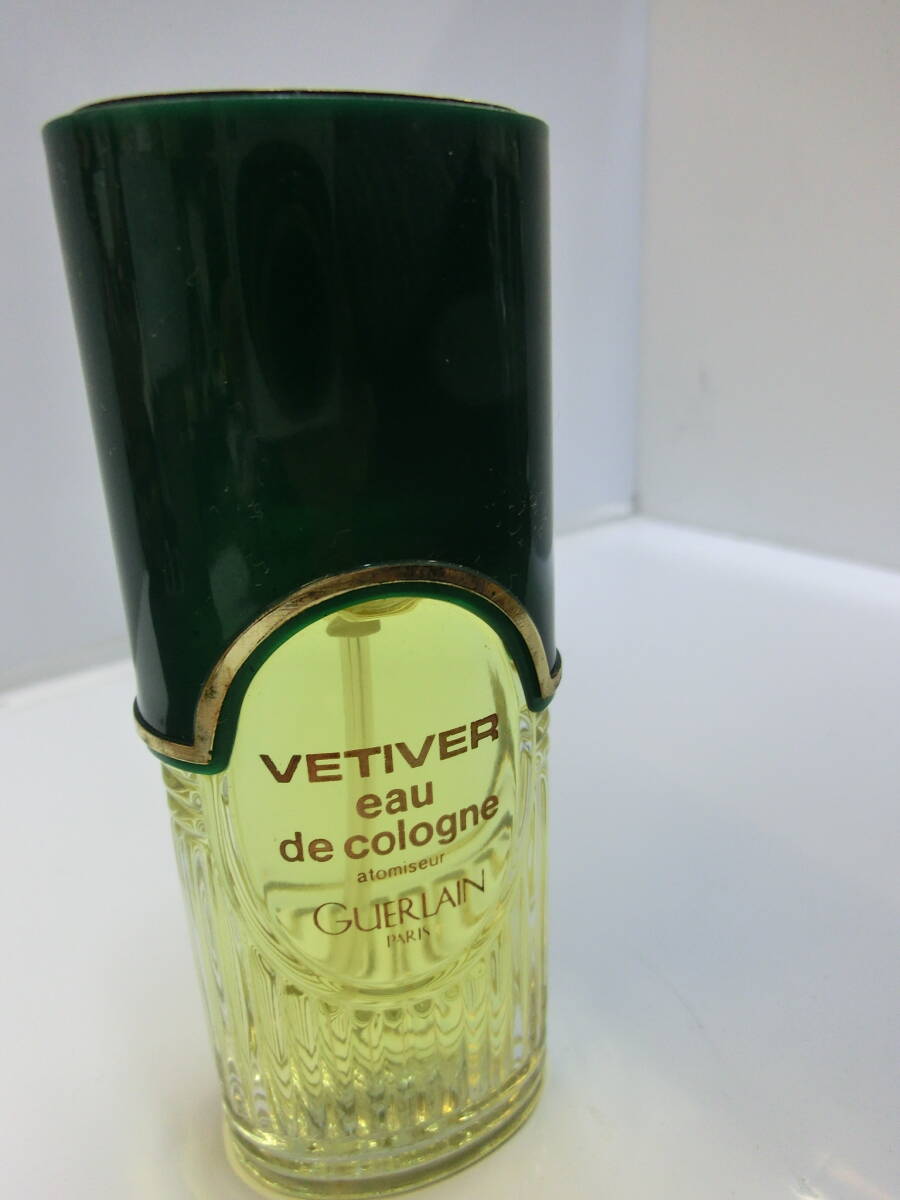 VETIVER
eau
de cologne
atomiseur
GUERLAIN
PARIS